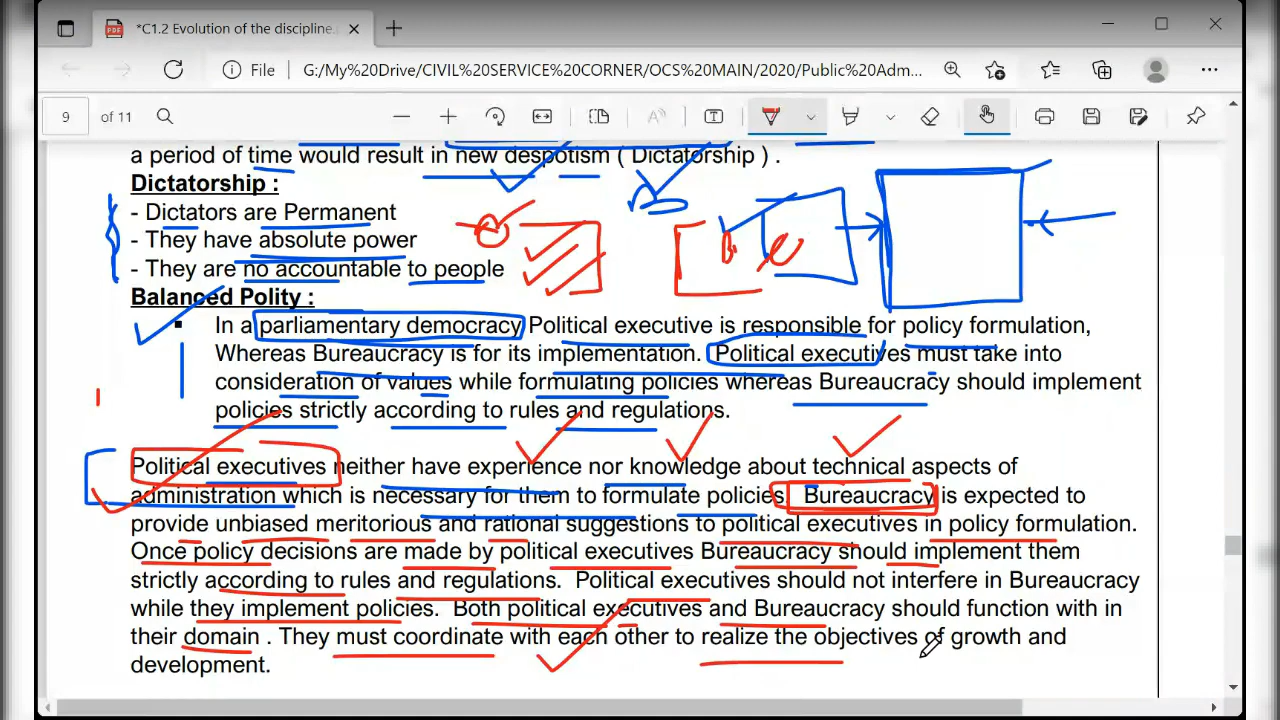 *C1.2 Evolution of the discipline.
File G:/My%20Drive/CIVIL%20SERVICE%20CORNER/OCS%20MAIN/2020/Public%20Adm...
9 of 11
a period of time would result in new despotism ( Dictatorship ) .
Dictatorship :
- Dictators are Permanent
- They have absolute power
- They are no accountable to people
B. E
Balanced Polity :
▪ In a parliamentary democracy Political executive is responsible for policy formulation,
Whereas Bureaucracy is for its implementation. Political executives must take into
consideration of values while formulating policies whereas Bureaucracy should implement
policies strictly according to rules and regulations.
Political executives neither have experience nor knowledge about technical aspects of
administration which is necessary for them to formulate policies. Bureaucracy is expected to
provide unbiased meritorious and rational suggestions to political executives in policy formulation.
Once policy decisions are made by political executives Bureaucracy should implement them
strictly according to rules and regulations. Political executives should not interfere in Bureaucracy
while they implement policies. Both political executives and Bureaucracy should function with in
their domain . They must coordinate with each other to realize the objectives of growth and
development.